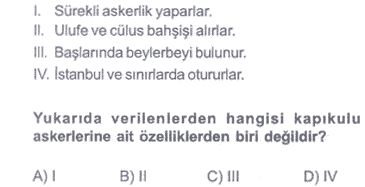 I. Sürekli askerlik yaparlar.
II. Ulufe ve cülus bahşişi alırlar.
III. Başlarında beylerbeyi bulunur.
IV. İstanbul ve sınırlarda otururlar.
Yukarıda verilenlerden hangisi kapıkulu
askerlerine ait özelliklerden biri değildir?
A) I B) II C) III D) IV